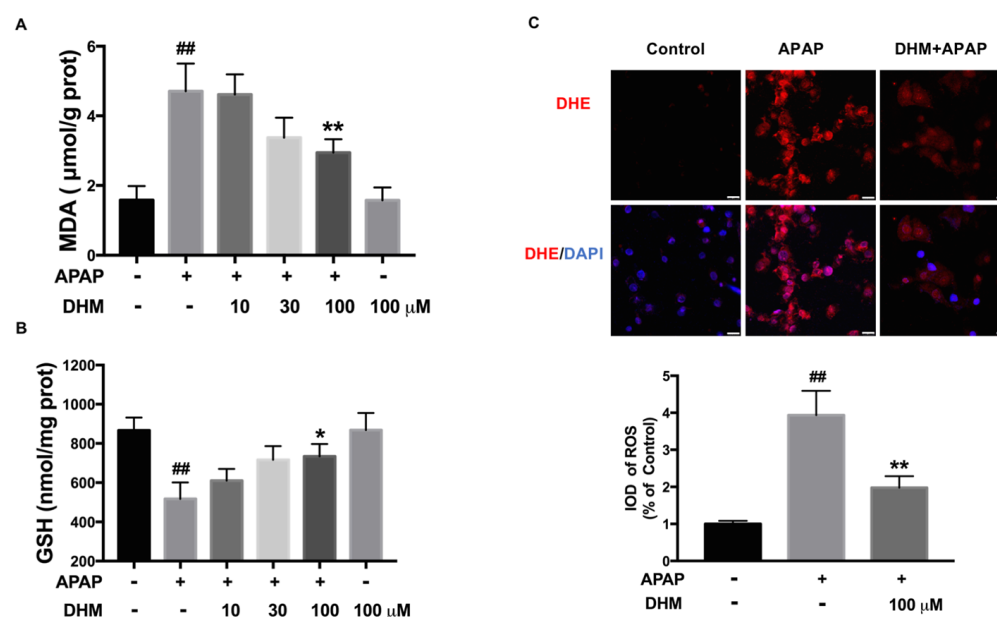 A
MDA ( μmol/g prot)
6
4
2
0
##
**
APAP - + + + + -
DHM - - 10 30 100 100 μM
B
GSH (nmol/mg prot)
1200
1000
800
600
400
200
##
*
APAP - + + + + -
DHM - - 10 30 100 100 μM
C
Control APAP DHM+APAP
DHE
DHE/DAPI
IOD of ROS
(% of Control)
5
4
3
2
1
0
##
**
APAP - + +
DHM - - 100 μM